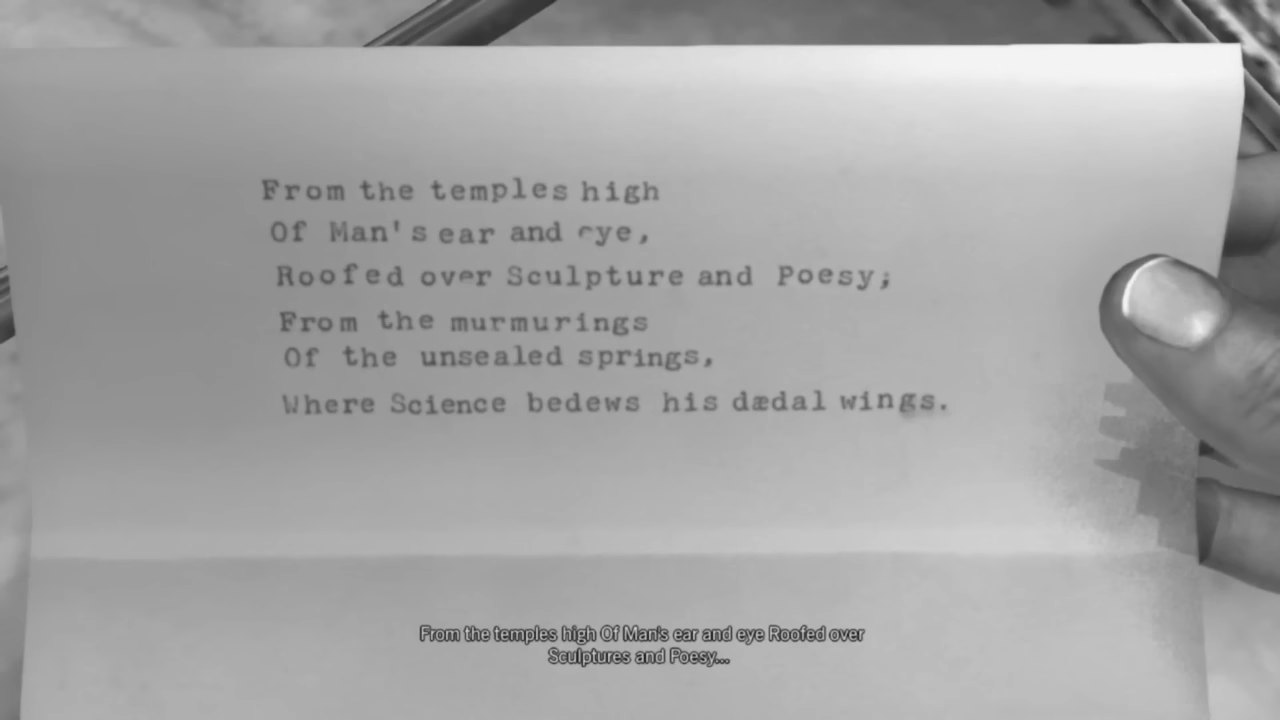 From the temples high
Of Man's ear and eye,
Roofed over Sculpture and Poesy;
From the murmurings
Of the unsealed springs,
Where Science bedews his dædal wings.
From the temples high Of Man's ear and eye Roofed over
Sculptures and Poesy...